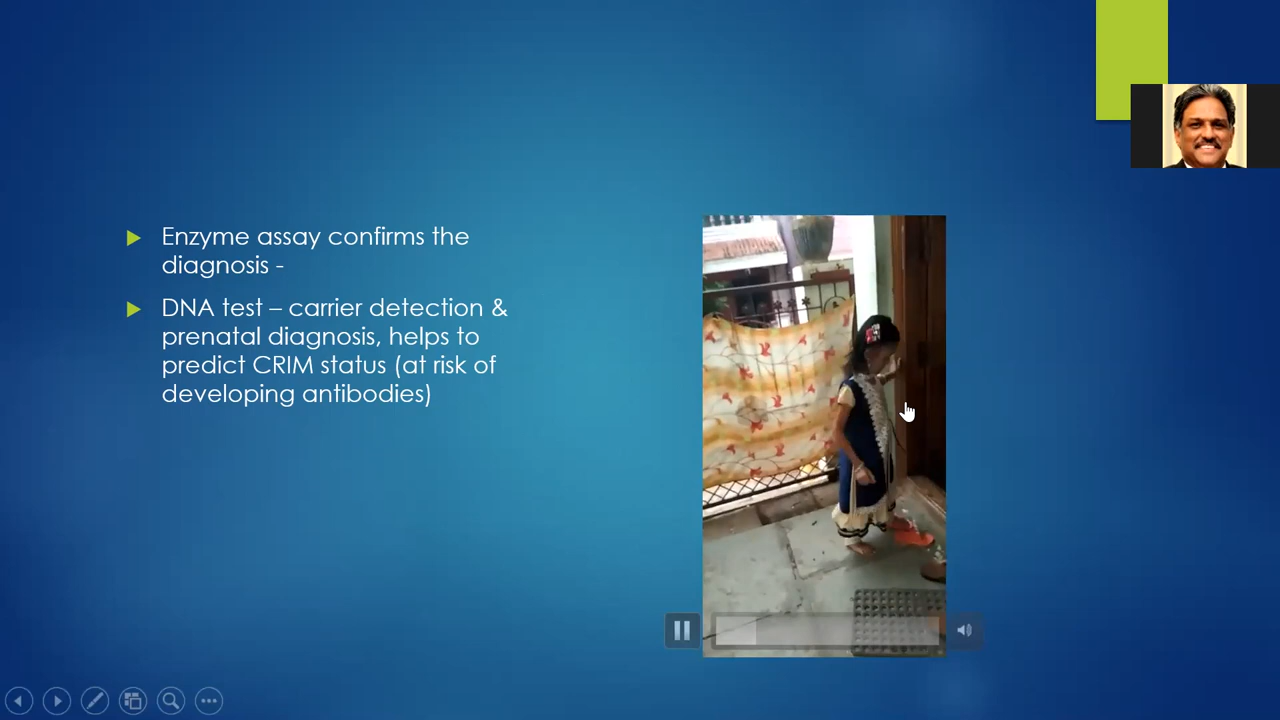 Enzyme assay confirms the
diagnosis -
DNA test – carrier detection &
prenatal diagnosis, helps to
predict CRIM status (at risk of
developing antibodies)